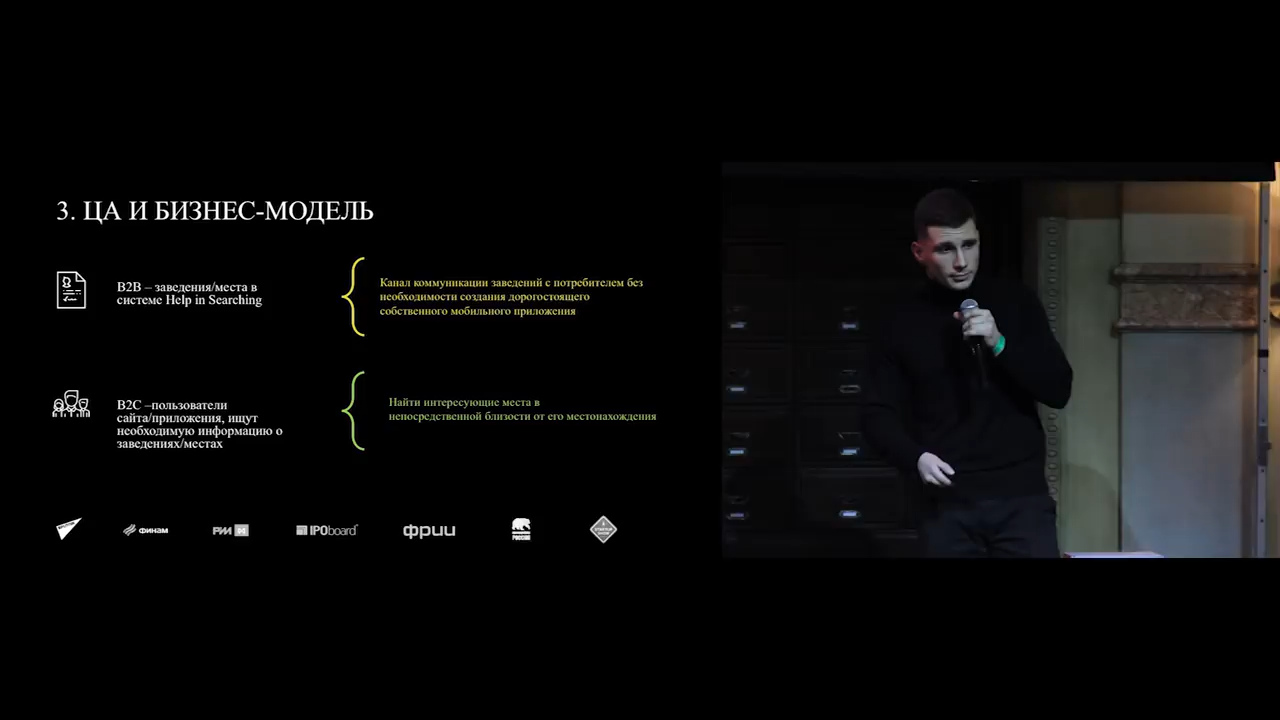 3. ЦА И БИЗНЕС-МОДЕЛЬ
B2B – заведения/места в
системе Help in Searching
Канал коммуникации заведений с потребителем без
необходимости создания дорогостоящего
собственного мобильного приложения
B2C –пользователи
сайта/приложения, ищут
необходимую информацию о
заведениях/местах
Найти интересующие места в
непосредственной близости от его местонахождения
ФИНАМ
IPOboard
фрии
РОССИИ